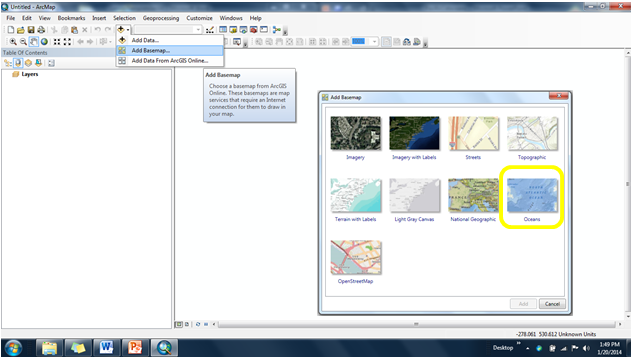 Untitled - ArcMap
File Edit View Bookmarks Insert Selection Geoprocessing Customize Windows Help
Add Data...
Add Basemap...
Add Data From ArcGIS Online...
Table Of Contents
Layers
Add Basemap
Choose a basemap from ArcGIS
Online. These basemaps are map
services that require an Internet
connection for them to draw in
your map.
Add Basemap
Imagery
Imagery with Labels
Streets
Topographic
Terrain with Labels
Light Gray Canvas
National Geographic
Oceans
OpenStreetMap
Add
Cancel
-278.061 530.612 Unknown Units
Desktop
1:49 PM
1/20/2014